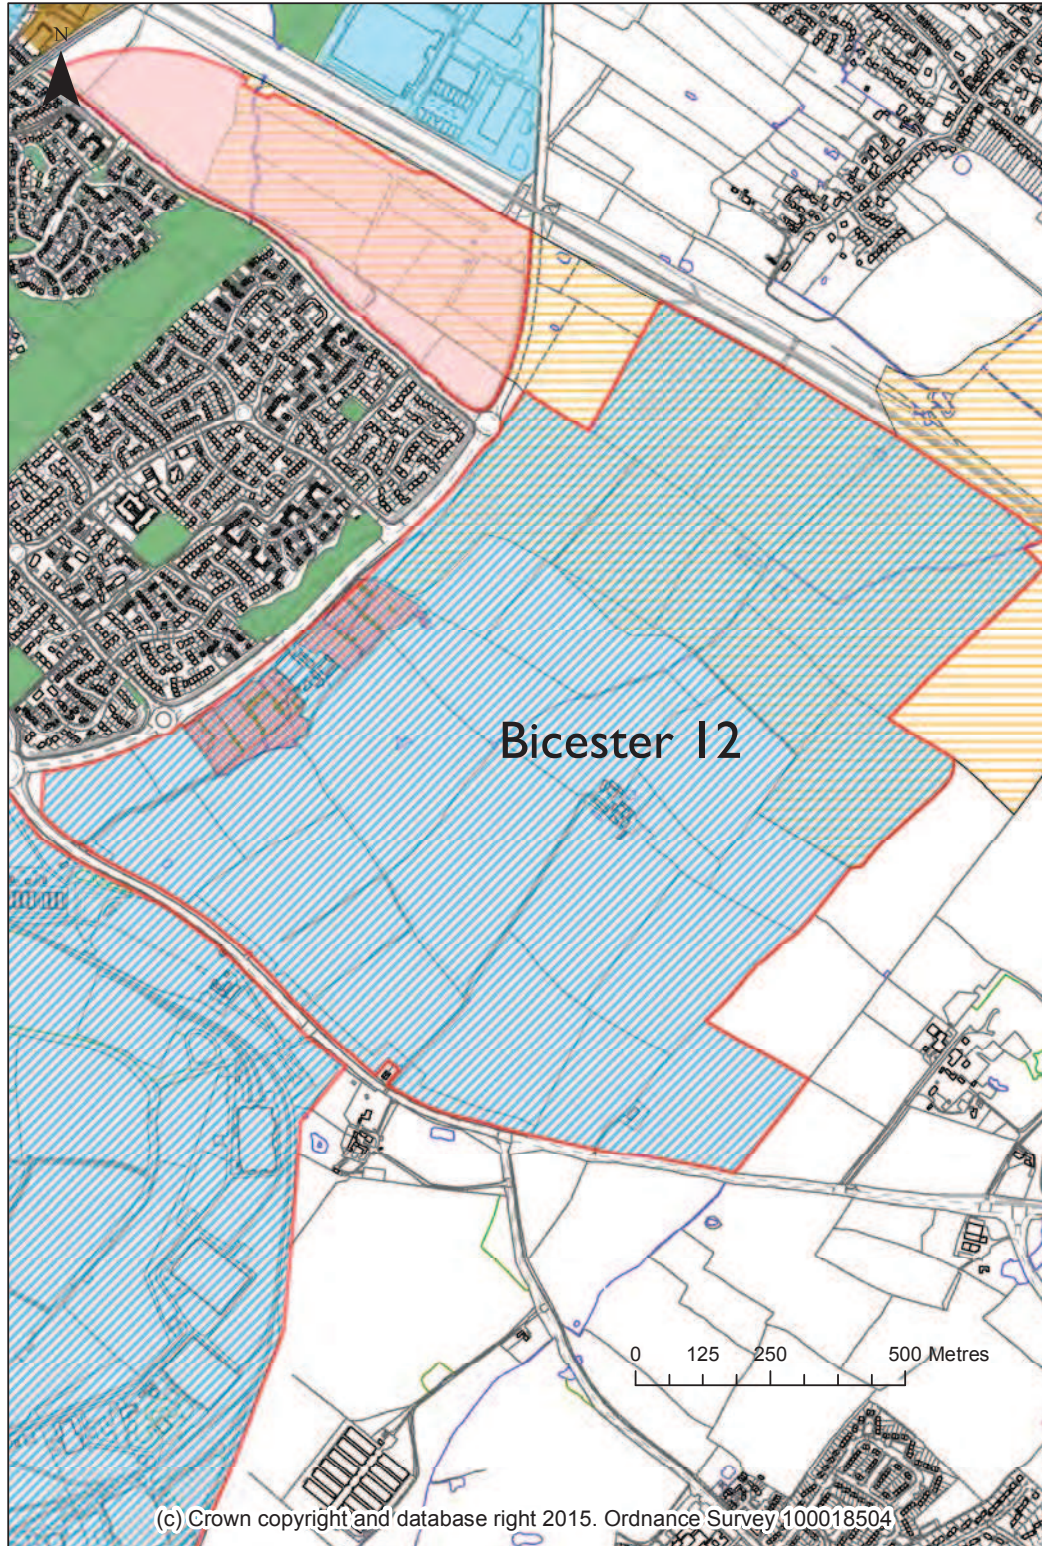 N
Bicester 12
0 125 250 500 Metres
(c) Crown copyright and database right 2015. Ordnance Survey 100018504